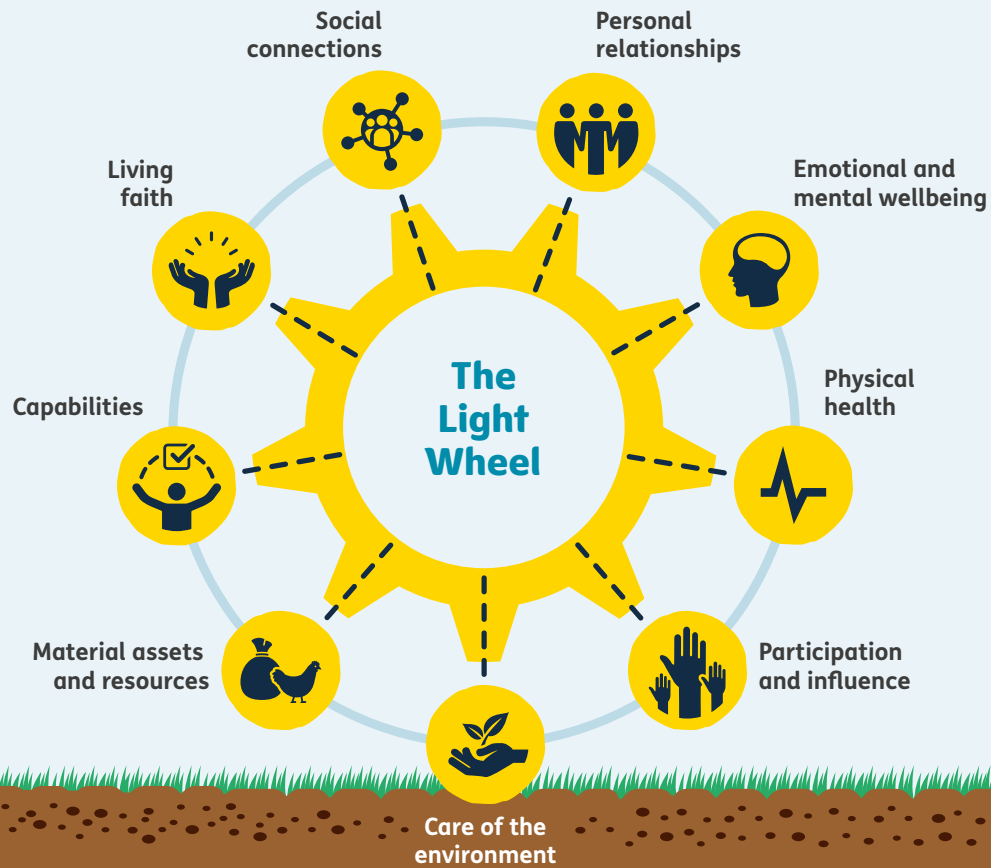 Social
connections
Personal
relationships
Living
faith
Emotional and
mental wellbeing
The
Light
Wheel
Capabilities
Physical
health
Material assets
and resources
Participation
and influence
Care of the
environment